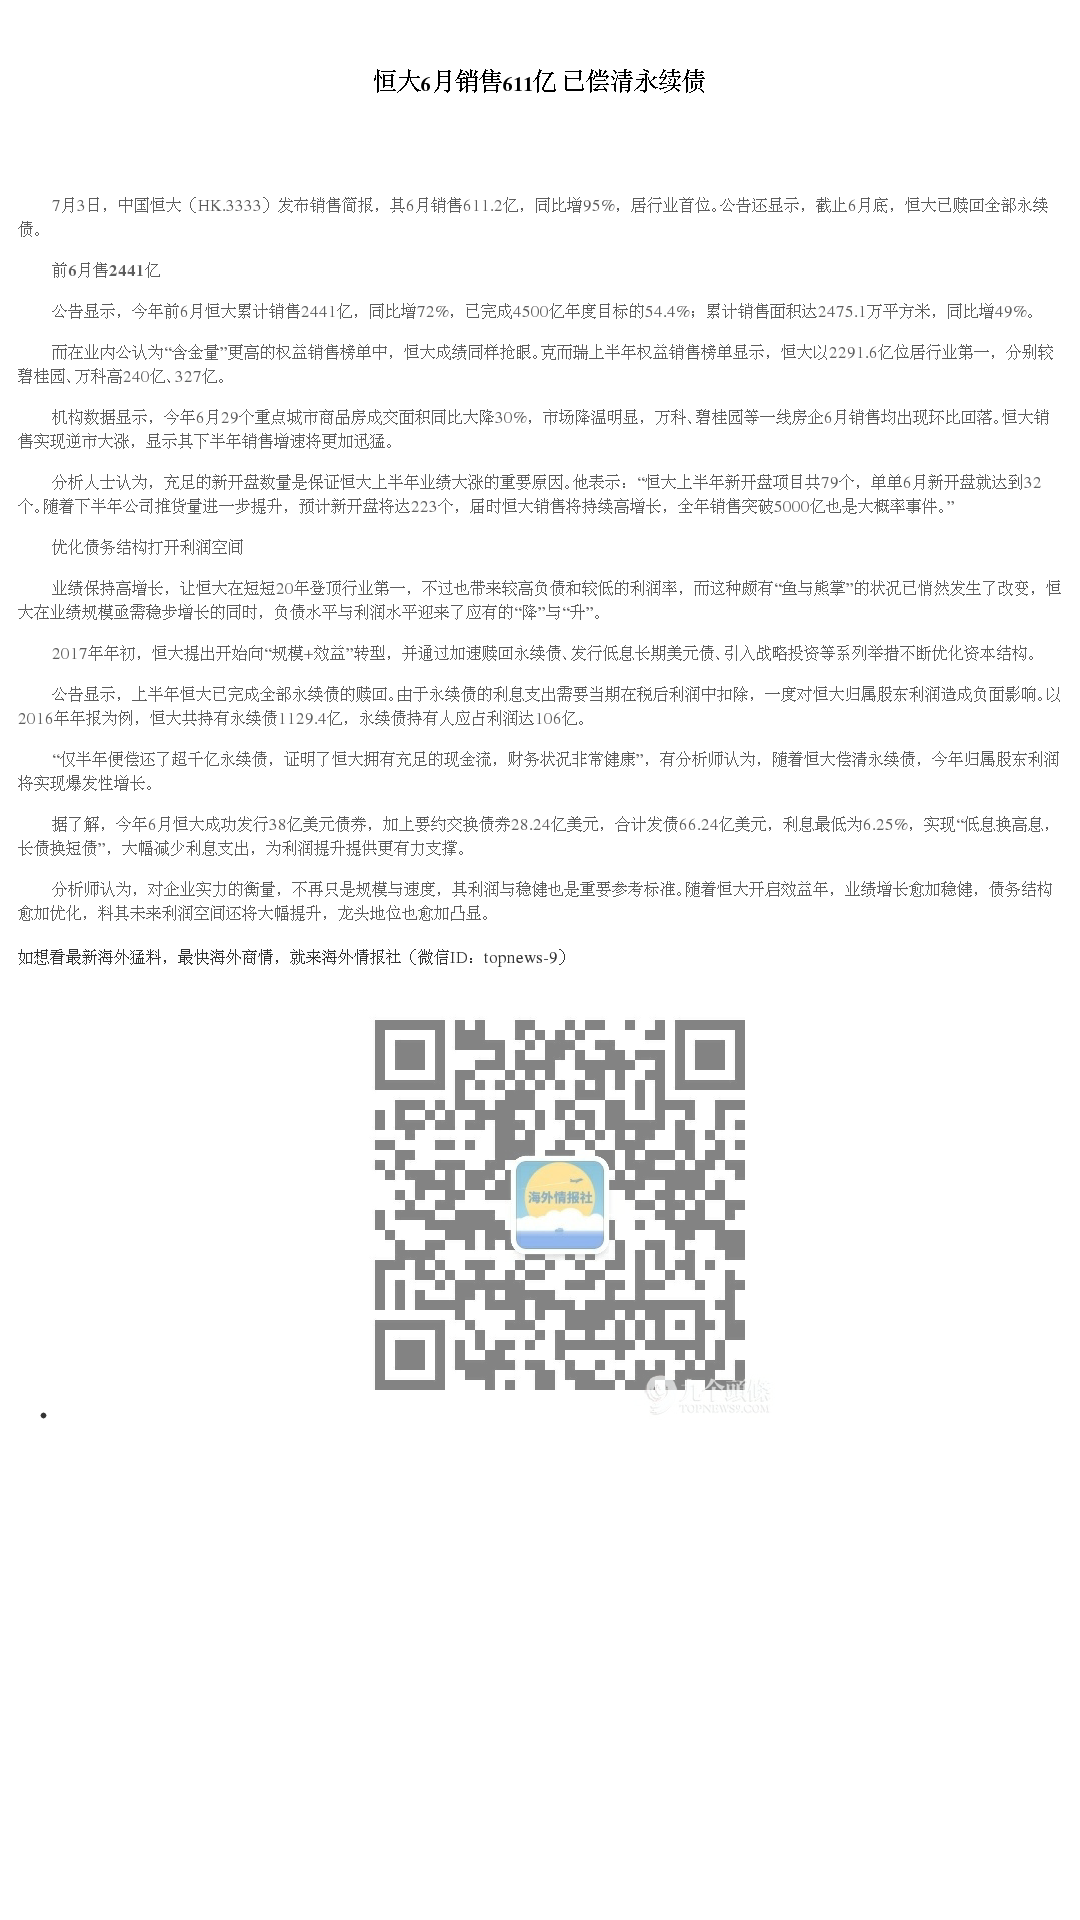 恒大6月销售611亿 已偿清永续债
7月3日，中国恒大（HK.3333）发布销售简报，其6月销售611.2亿，同比增95%，居行业首位。公告还显示，截止6月底，恒大已赎回全部永续
债。
前6月售2441亿
公告显示，今年前6月恒大累计销售2441亿，同比增72%，已完成4500亿年度目标的54.4%；累计销售面积达2475.1万平方米，同比增49%。
而在业内公认为“含金量”更高的权益销售榜单中，恒大成绩同样抢眼。克而瑞上半年权益销售榜单显示，恒大以2291.6亿位居行业第一，分别较
碧桂园、万科高240亿、327亿。
机构数据显示，今年6月29个重点城市商品房成交面积同比大降30%，市场降温明显，万科、碧桂园等一线房企6月销售均出现环比回落。恒大销
售实现逆市大涨，显示其下半年销售增速将更加迅猛。
分析人士认为，充足的新开盘数量是保证恒大上半年业绩大涨的重要原因。他表示：“恒大上半年新开盘项目共79个，单单6月新开盘就达到32
个。随着下半年公司推货量进一步提升，预计新开盘将达223个，届时恒大销售将持续高增长，全年销售突破5000亿也是大概率事件。”
优化债务结构打开利润空间
业绩保持高增长，让恒大在短短20年登顶行业第一，不过也带来较高负债和较低的利润率，而这种颇有“鱼与熊掌”的状况已悄然发生了改变，恒
大在业绩规模亟需稳步增长的同时，负债水平与利润水平迎来了应有的“降”与“升”。
2017年年初，恒大提出开始向“规模+效益”转型，并通过加速赎回永续债、发行低息长期美元债、引入战略投资等系列举措不断优化资本结构。
公告显示，上半年恒大已完成全部永续债的赎回。由于永续债的利息支出需要当期在税后利润中扣除，一度对恒大归属股东利润造成负面影响。以
2016年年报为例，恒大共持有永续债1129.4亿，永续债持有人应占利润达106亿。
“仅半年便偿还了超千亿永续债，证明了恒大拥有充足的现金流，财务状况非常健康”，有分析师认为，随着恒大偿清永续债，今年归属股东利润
将实现爆发性增长。
据了解，今年6月恒大成功发行38亿美元债券，加上要约交换债券28.24亿美元，合计发债66.24亿美元，利息最低为6.25%，实现“低息换高息，
长债换短债”，大幅减少利息支出，为利润提升提供更有力支撑。
分析师认为，对企业实力的衡量，不再只是规模与速度，其利润与稳健也是重要参考标准。随着恒大开启效益年，业绩增长愈加稳健，债务结构
愈加优化，料其未来利润空间还将大幅提升，龙头地位也愈加凸显。
如想看最新海外猛料，最快海外商情，就来海外情报社（微信ID：topnews-9）
海外情报社
九个頭條
TOPNEWS9.COM